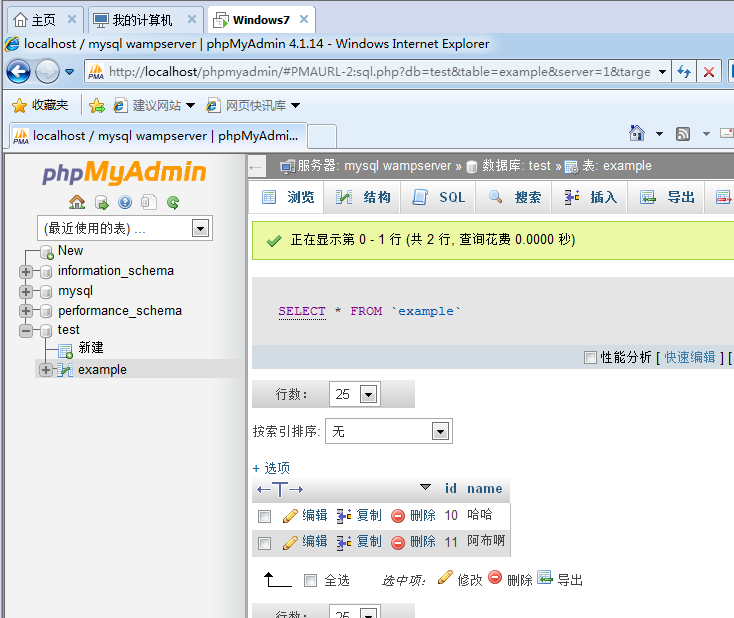 主页 我的计算机 Windows7
localhost / mysql wampserver | phpMyAdmin 4.1.14 - Windows Internet Explorer
PMA http://localhost/phpmyadmin/#PMAURL-2:sql.php?db=test&table=example&server=1&targe
收藏夹 建议网站 网页快讯库
PMA localhost / mysql wampserver | phpMyAdmi...
phpMyAdmin
(最近使用的表) ...
New
information_schema
mysql
performance_schema
test
新建
example
服务器: mysql wampserver » 数据库: test » 表: example
浏览 结构 SQL 搜索 插入 导出
正在显示第 0 - 1 行 (共 2 行, 查询花费 0.0000 秒)
SELECT * FROM `example`
性能分析 [ 快速编辑 ] [
行数: 25
按索引排序: 无
+ 选项
←T→ id name
编辑 复制 删除 10 哈哈
编辑 复制 删除 11 阿布啊
全选 选中项: 修改 删除 导出
行数: 25